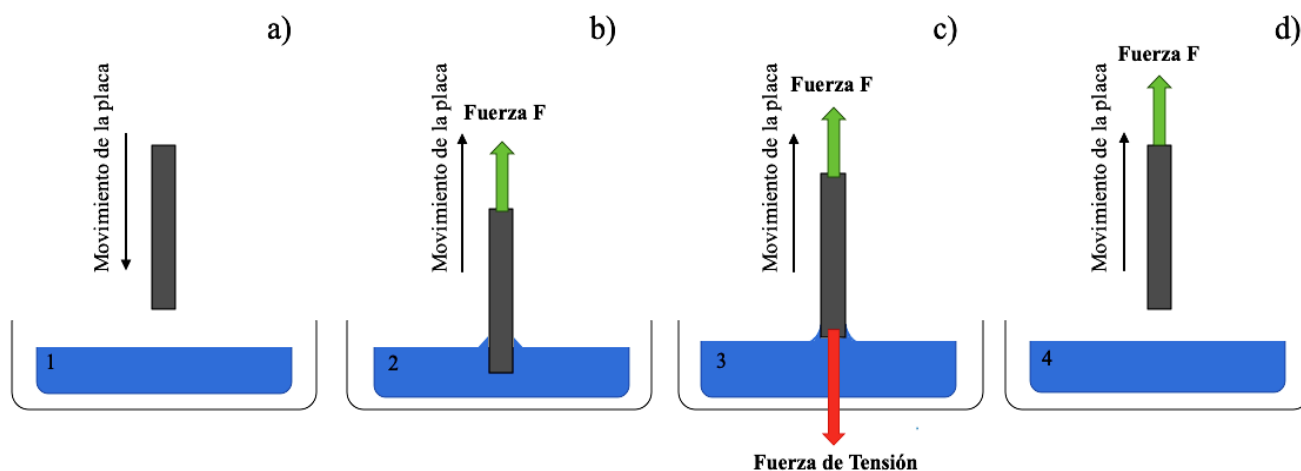 a)
Movimiento de la placa
1
b)
Movimiento de la placa
Fuerza F
2
c)
Movimiento de la placa
Fuerza F
3
Fuerza de Tensión
d)
Movimiento de la placa
Fuerza F
4